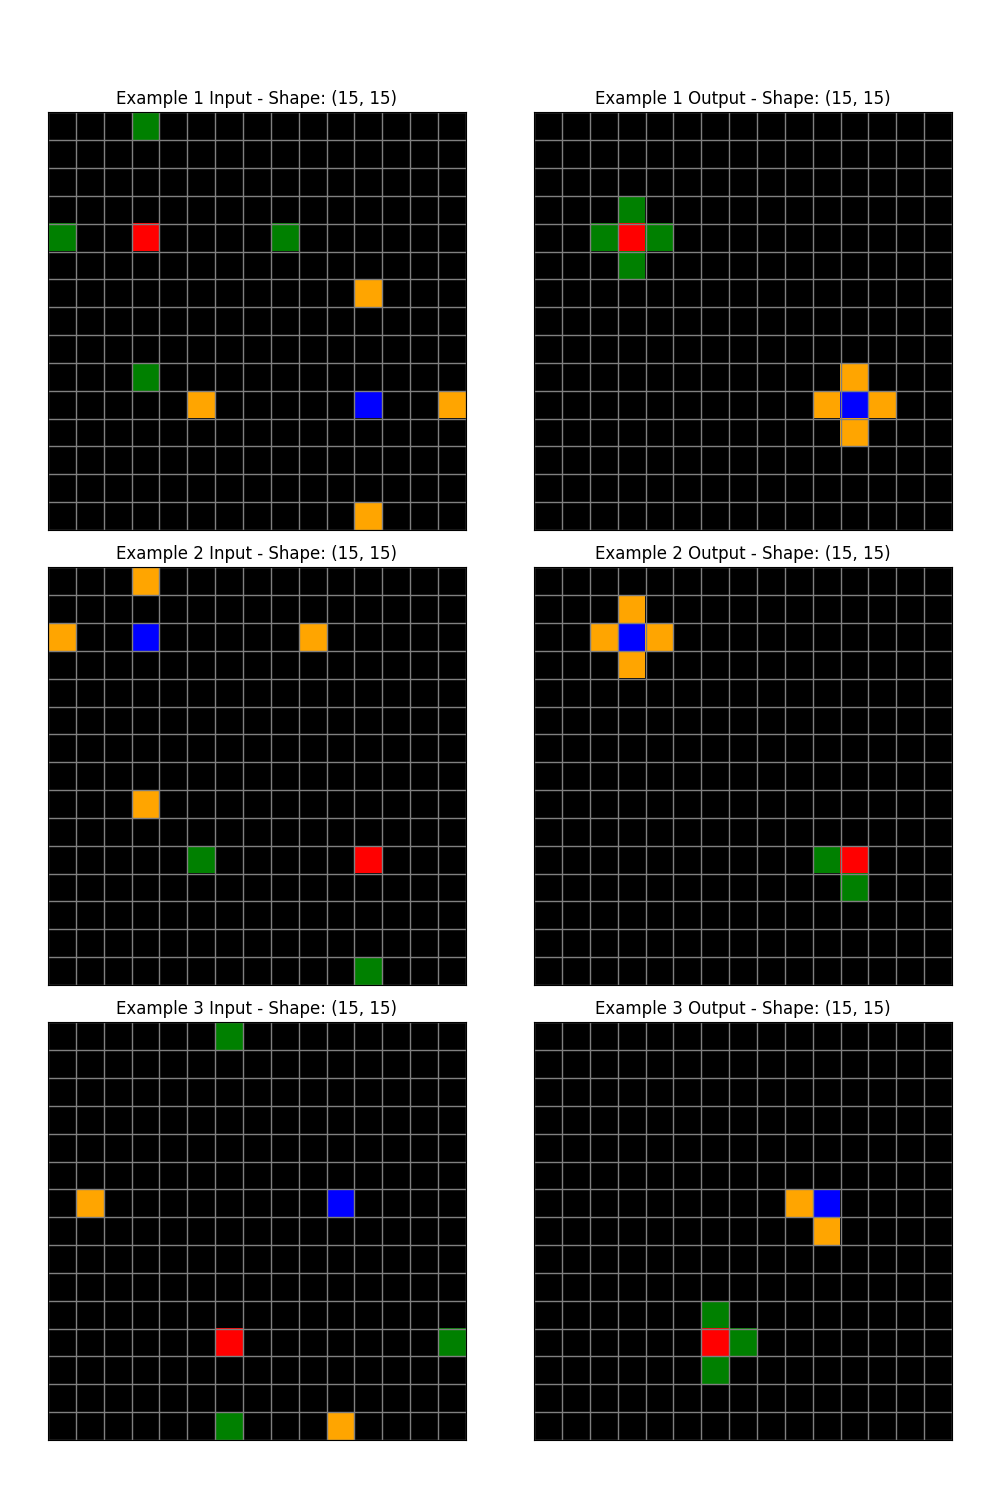 Example 1 Input - Shape: (15, 15)
Example 1 Output - Shape: (15, 15)
Example 2 Input - Shape: (15, 15)
Example 2 Output - Shape: (15, 15)
Example 3 Input - Shape: (15, 15)
Example 3 Output - Shape: (15, 15)